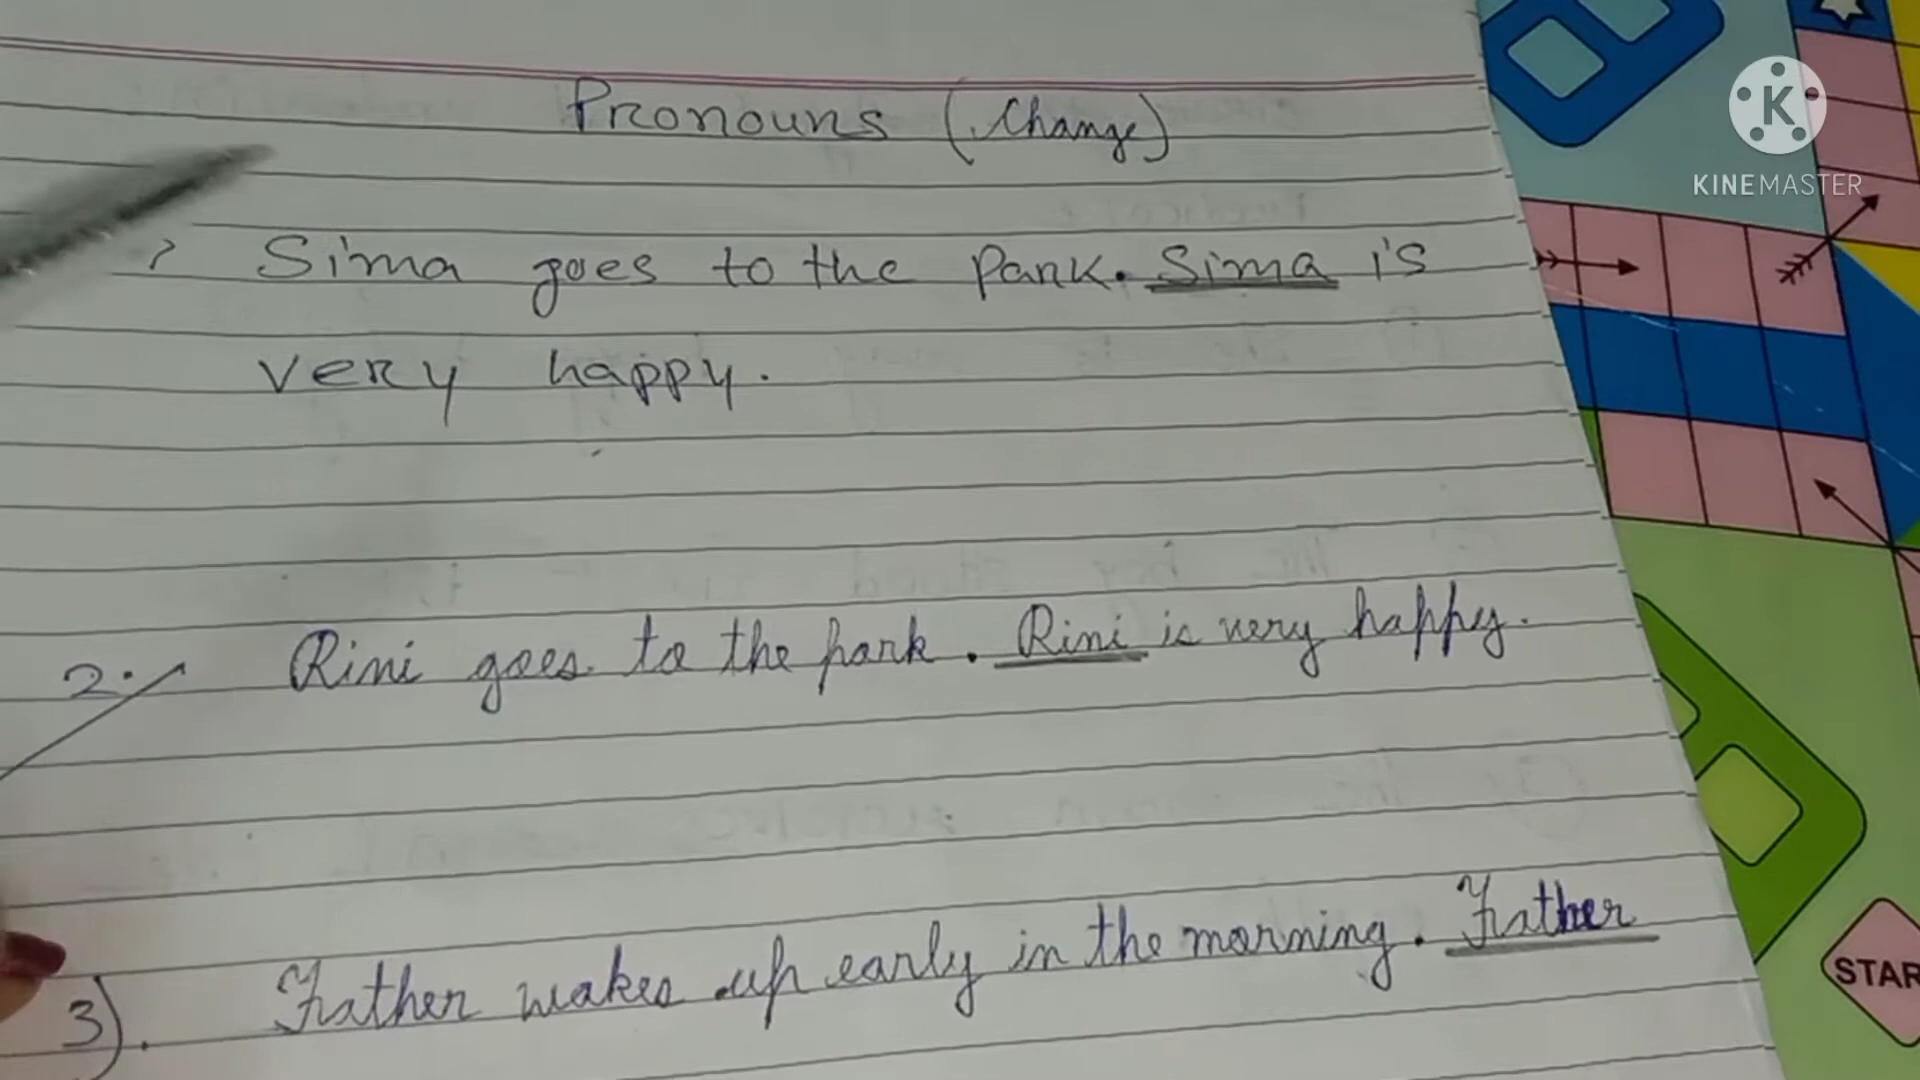 Pronouns (Change)
KINEMASTER
Sima goes to the Park. Sima is
very happy.
2.
Rini goes to the park. Rini is very happy.
3).
Father wakes up early in the morning. Father
STAR